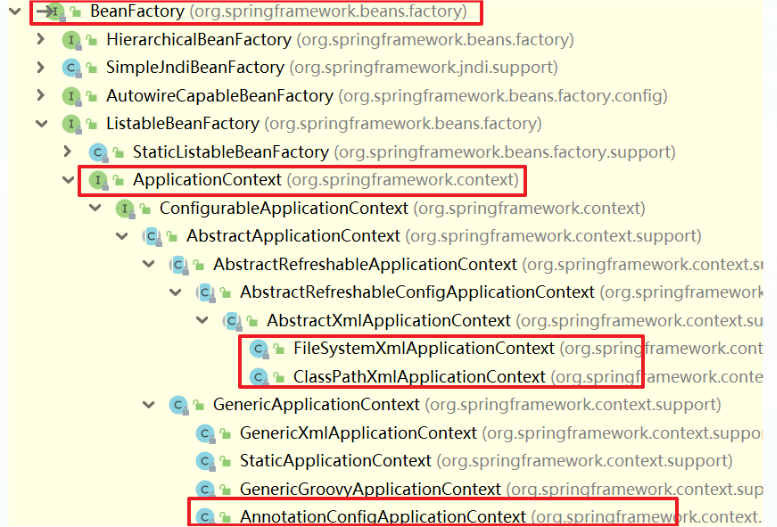 BeanFactory (org.springframework.beans.factory)
HierarchicalBeanFactory (org.springframework.beans.factory)
SimpleJndiBeanFactory (org.springframework.jndi.support)
AutowireCapableBeanFactory (org.springframework.beans.factory.config)
ListableBeanFactory (org.springframework.beans.factory)
StaticListableBeanFactory (org.springframework.beans.factory.support)
ApplicationContext (org.springframework.context)
ConfigurableApplicationContext (org.springframework.context)
AbstractApplicationContext (org.springframework.context.support)
AbstractRefreshableApplicationContext (org.springframework.context.su
AbstractRefreshableConfigApplicationContext (org.springframework
AbstractXmlApplicationContext (org.springframework.context.su
FileSystemXmlApplicationContext (org.springframework.cont
ClassPathXmlApplicationContext (org.springframework.conte
GenericApplicationContext (org.springframework.context.support)
GenericXmlApplicationContext (org.springframework.context.suppo
StaticApplicationContext (org.springframework.context.support)
GenericGroovyApplicationContext (org.springframework.context.sup
AnnotationConfigApplicationContext (org.springframework.context.